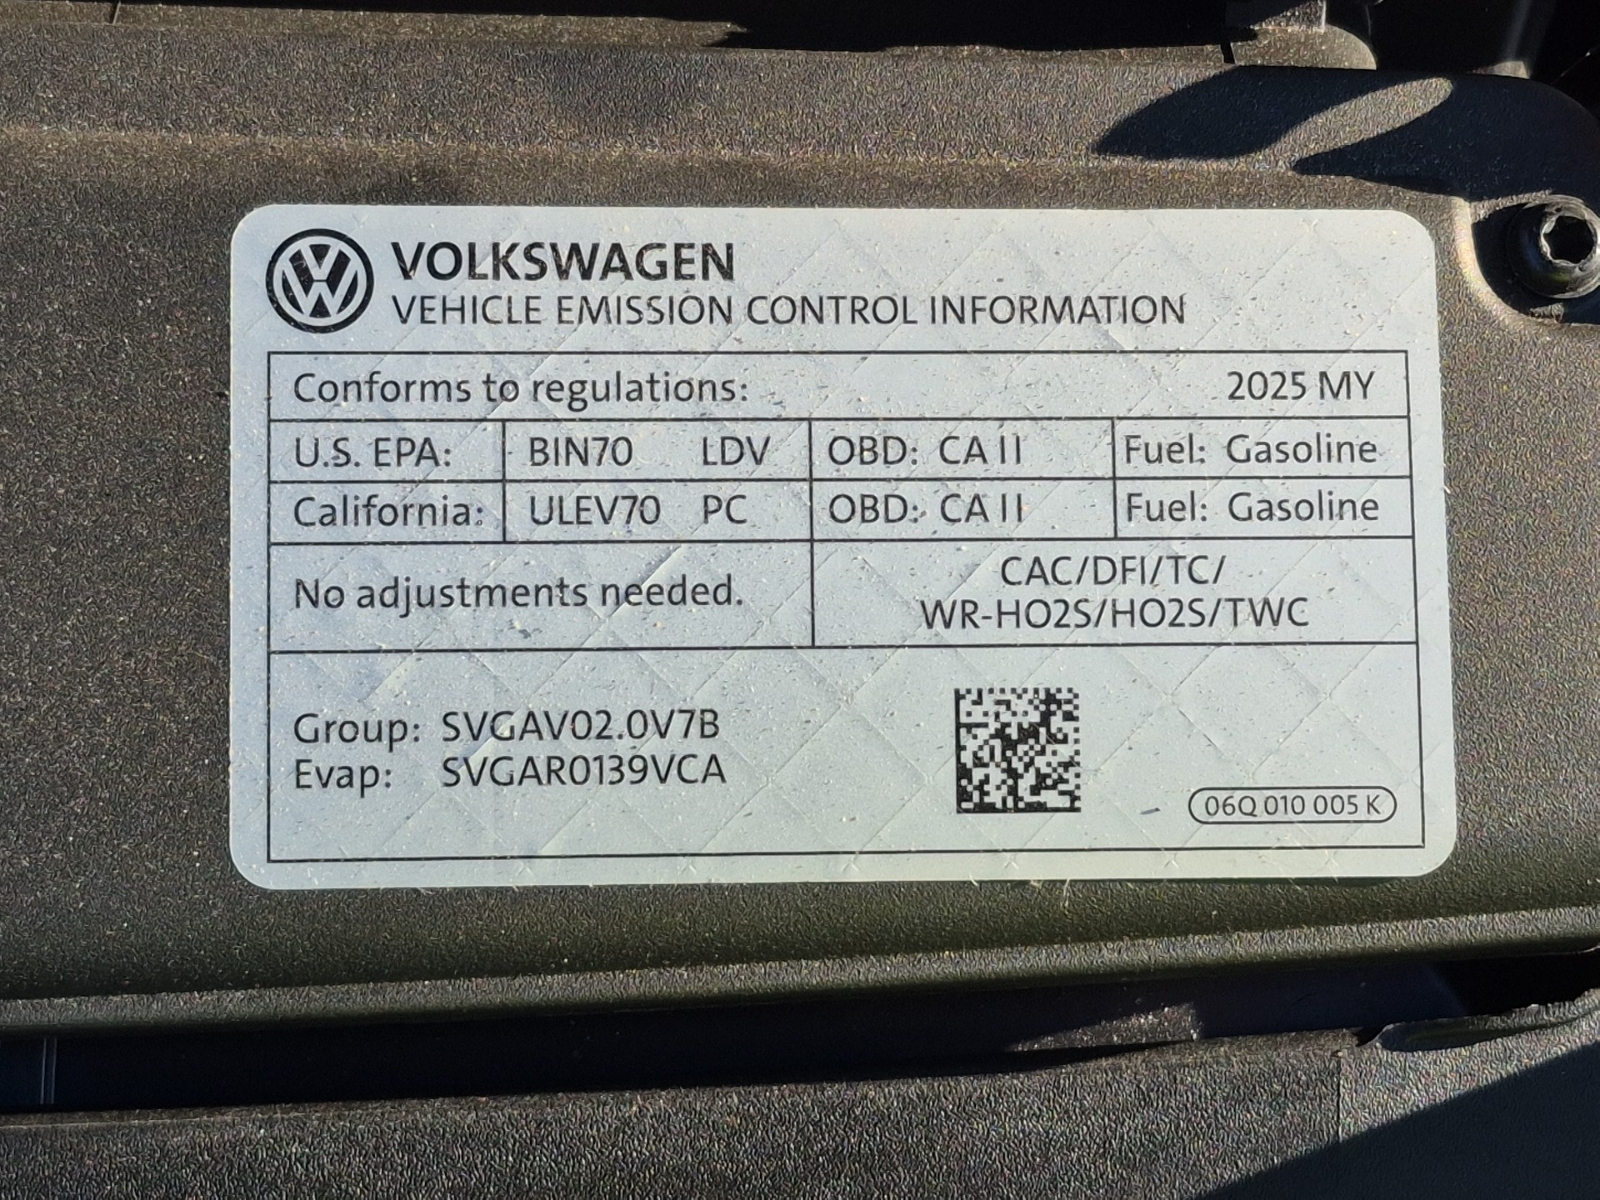 VOLKSWAGEN
VEHICLE EMISSION CONTROL INFORMATION
Conforms to regulations: 2025 MY
U.S. EPA: BIN70 LDV OBD: CA II Fuel: Gasoline
California: ULEV70 PC OBD: CA II Fuel: Gasoline
No adjustments needed.
CAC/DFI/TC/
WR-HO2S/HO2S/TWC
Group: SVGAV02.0V7B
Evap: SVGAR0139VCA
06Q 010 005 K